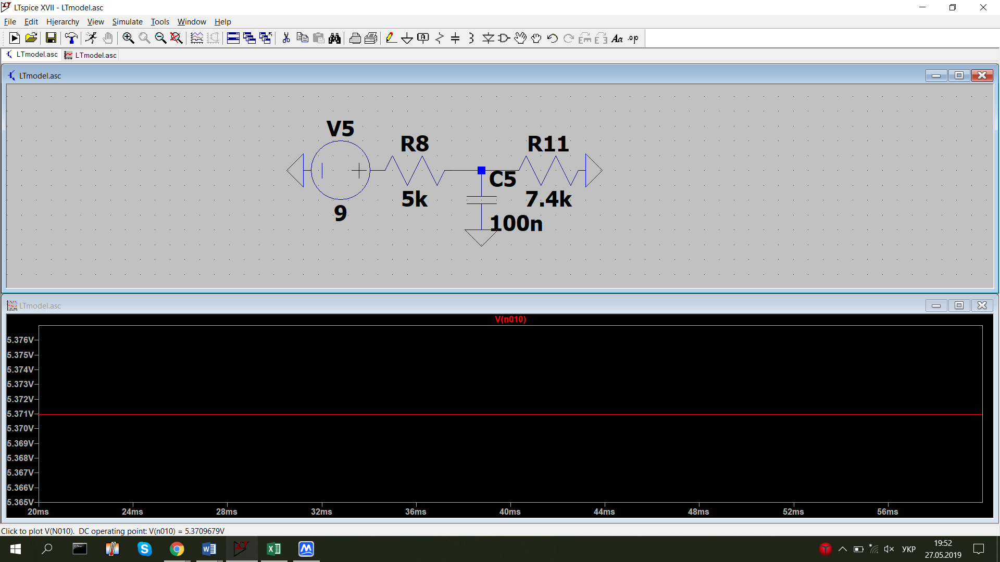 LTspice XVII - LTmodel.asc
File Edit Hierarchy View Simulate Tools Window Help
LTmodel.asc LTmodel.asc
LTmodel.asc
V5
R8
R11
C5
5k
7.4k
9
100n
LTmodel.asc
V(n010)
5.376V
5.375V
5.374V
5.373V
5.372V
5.371V
5.370V
5.369V
5.368V
5.367V
5.366V
5.365V
20ms 24ms 28ms 32ms 36ms 40ms 44ms 48ms 52ms 56ms
Click to plot V(N010). DC operating point: V(n010) = 5.3709679V
УКР
19:52
27.05.2019